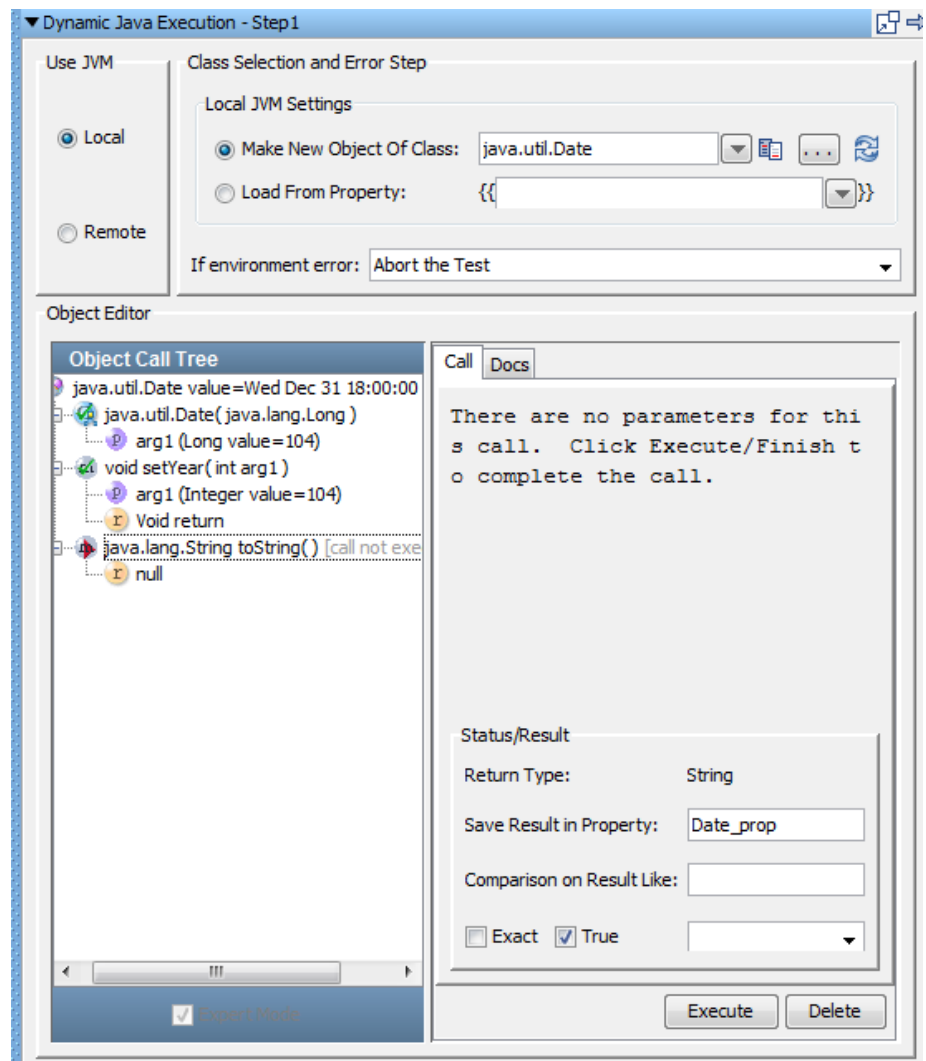 Dynamic Java Execution - Step1
Use JVM
Class Selection and Error Step
Local JVM Settings
Local
Make New Object Of Class: java.util.Date ...
Load From Property: {{ }}
Remote
If environment error: Abort the Test
Object Editor
Object Call Tree
java.util.Date value=Wed Dec 31 18:00:00
java.util.Date( java.lang.Long )
P arg1 (Long value=104)
void setYear( int arg1 )
P arg1 (Integer value=104)
r Void return
java.lang.String toString( ) [call not exe
r null
Expert Mode
Call Docs
There are no parameters for thi
s call.  Click Execute/Finish t
o complete the call.
Status/Result
Return Type: String
Save Result in Property: Date_prop
Comparison on Result Like:
Exact True
Execute Delete